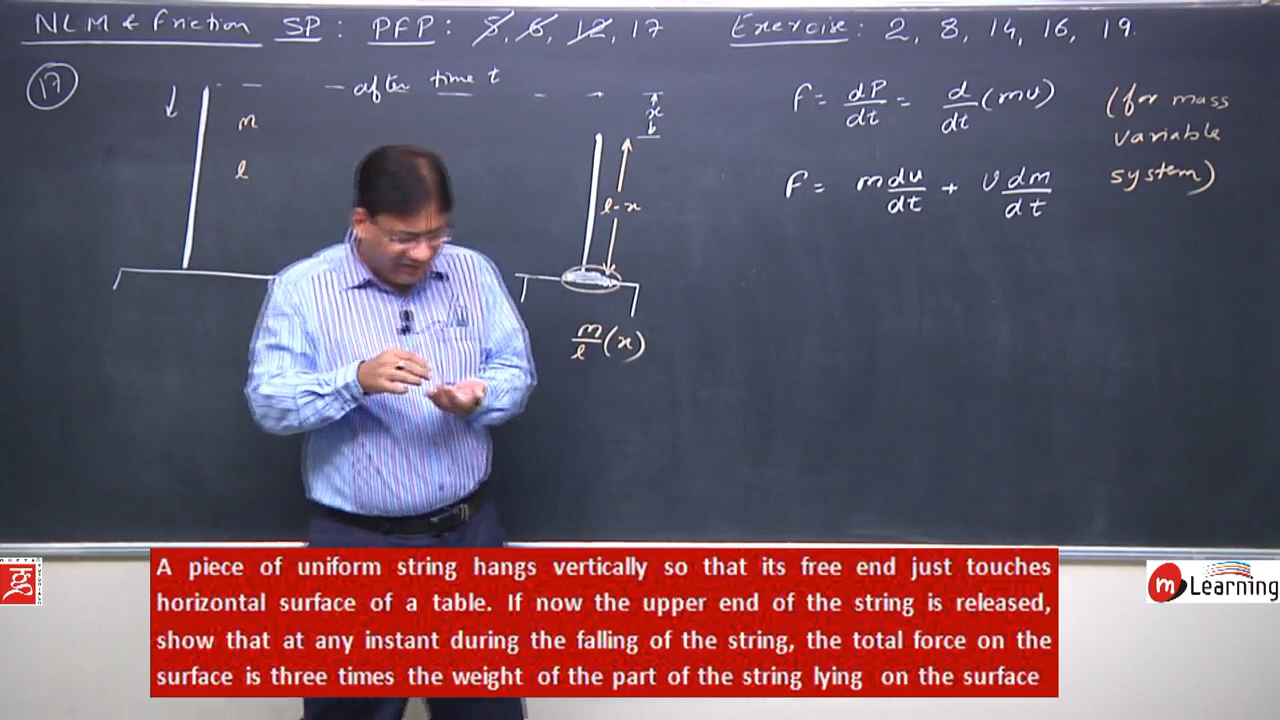 NLM & Friction SP : PFP : 5, 6, 12, 17 Exercise : 2, 8, 14, 16, 19
17
- after time t
m
l
x
l-x
m/l (x)
F = dP/dt = d/dt (mv) (for mass variable system)
F = m dv/dt + v dm/dt
A piece of uniform string hangs vertically so that its free end just touches
horizontal surface of a table. If now the upper end of the string is released,
show that at any instant during the falling of the string, the total force on the
surface is three times the weight of the part of the string lying on the surface
m Learning